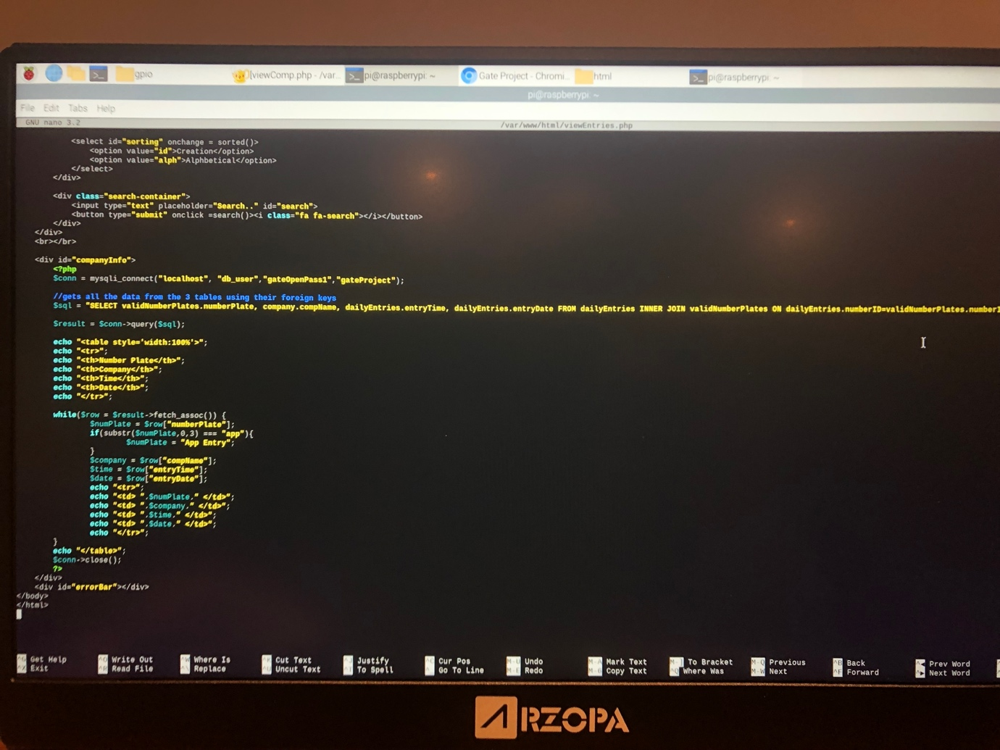 gpio
[viewComp.php - /var...
pi@raspberrypi: ~
Gate Project - Chromi...
html
pi@raspberrypi: ~
pi@raspberrypi: ~
File Edit Tabs Help
GNU nano 3.2 /var/www/html/viewEntries.php
<select id="sorting" onchange = sorted()>
<option value="id">Creation</option>
<option value="alph">Alphbetical</option>
</select>
</div>
<div class="search-container">
<input type="text" placeholder="Search.." id="search">
<button type="submit" onclick =search()><i class="fa fa-search"></i></button>
</div>
</div>
<br></br>
<div id="companyInfo">
<?php
$conn = mysqli_connect("localhost", "db_user","gateOpenPass1","gateProject");
//gets all the data from the 3 tables using their foreign keys
$sql = "SELECT validNumberPlates.numberPlate, company.compName, dailyEntries.entryTime, dailyEntries.entryDate FROM dailyEntries INNER JOIN validNumberPlates ON dailyEntries.numberID=validNumberPlates.numberI
$result = $conn->query($sql);
echo "<table style='width:100%'>";
echo "<tr>";
echo "<th>Number Plate</th>";
echo "<th>Company</th>";
echo "<th>Time</th>";
echo "<th>Date</th>";
echo "</tr>";
while($row = $result->fetch_assoc()) {
$numPlate = $row["numberPlate"];
if(substr($numPlate,0,3) === "app"){
$numPlate = "App Entry";
}
$company = $row["compName"];
$time = $row["entryTime"];
$date = $row["entryDate"];
echo "<tr>";
echo "<td> ".$numPlate." </td>";
echo "<td> ".$company." </td>";
echo "<td> ".$time." </td>";
echo "<td> ".$date." </td>";
echo "</tr>";
}
echo "</table>";
$conn->close();
?>
</div>
<div id="errorBar"></div>
</body>
</html>
^G Get Help ^O Write Out ^W Where Is ^K Cut Text ^J Justify ^C Cur Pos M-U Undo M-A Mark Text M-] To Bracket M-Q Previous ^B Back Prev Word
^X Exit ^R Read File ^\ Replace ^U Uncut Text ^T To Spell ^_ Go To Line M-E Redo M-6 Copy Text ^Q Where Was M-W Next ^F Forward Next Word
ARZOPA